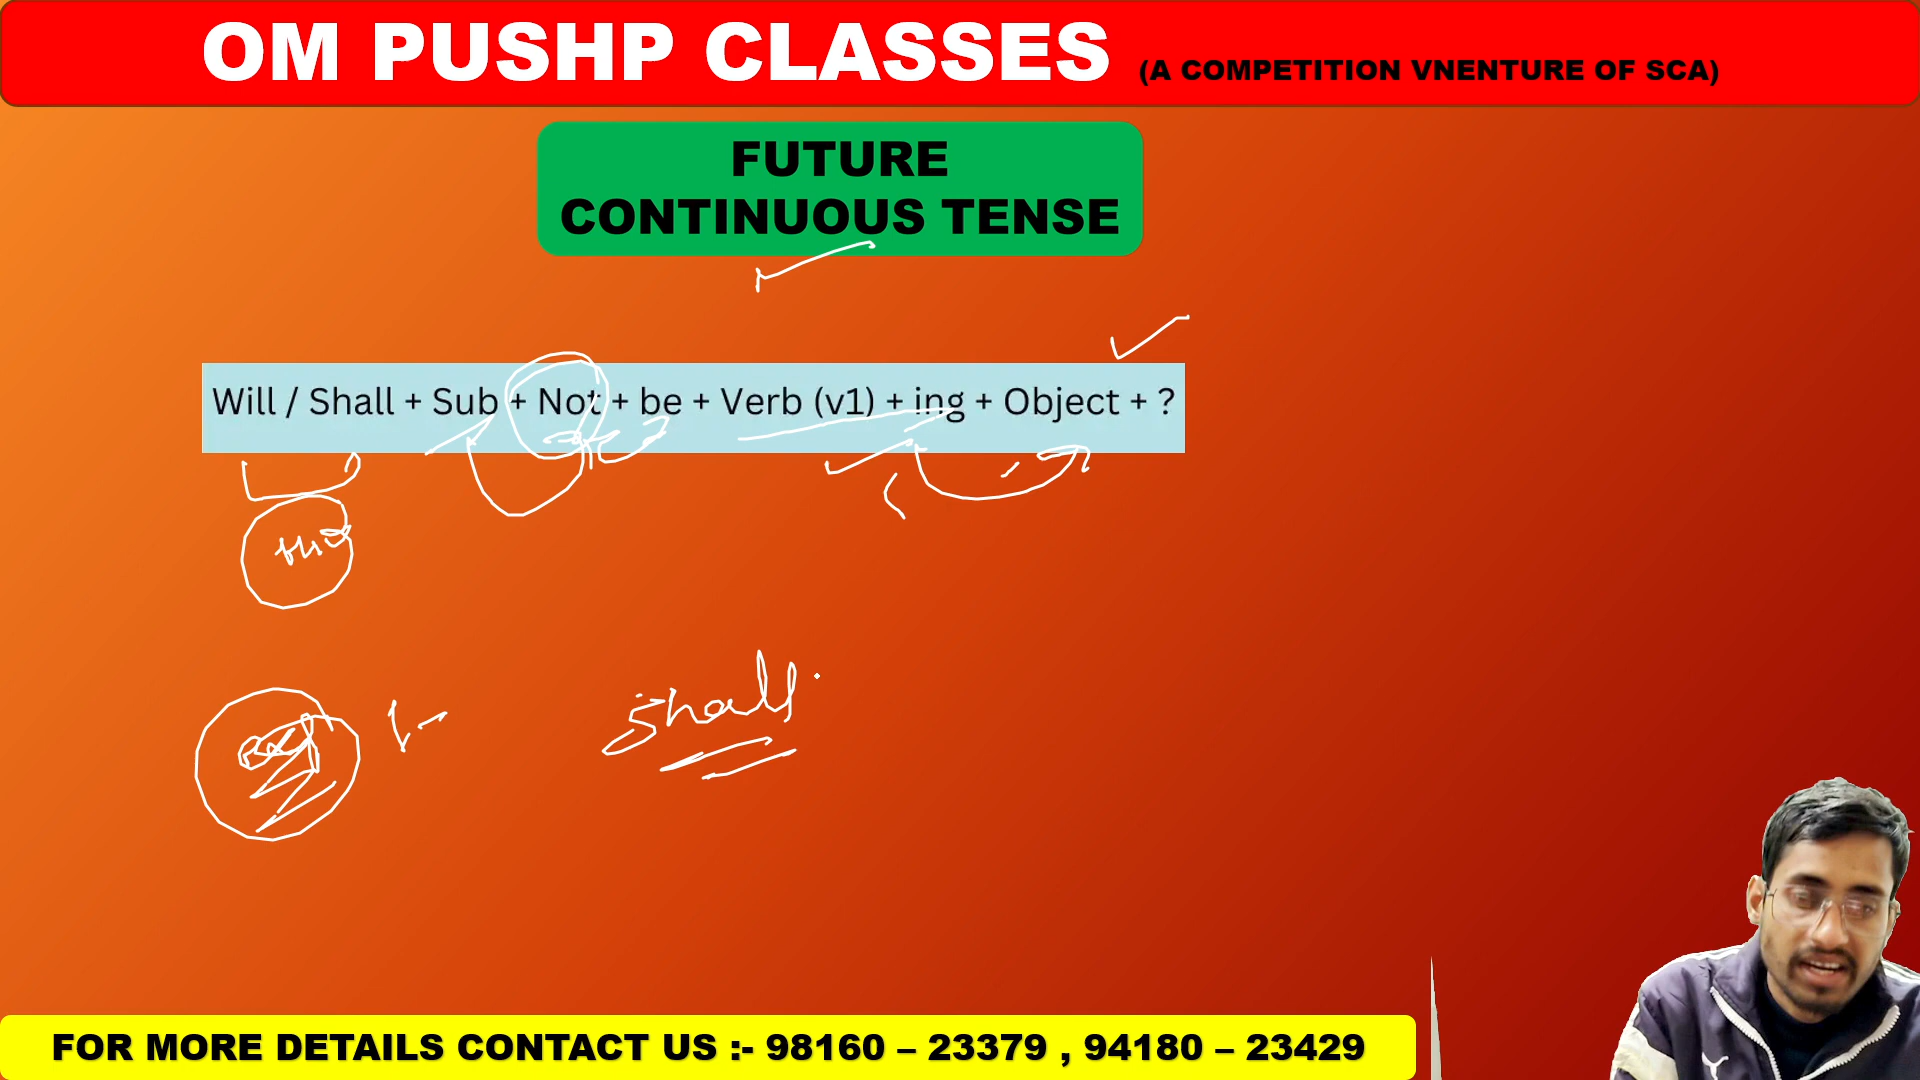 OM PUSHP CLASSES (A COMPETITION VNENTURE OF SCA)
FUTURE
CONTINUOUS TENSE
Will / Shall + Sub + Not + be + Verb (v1) + ing + Object + ?
Shall
FOR MORE DETAILS CONTACT US :- 98160 – 23379 , 94180 – 23429